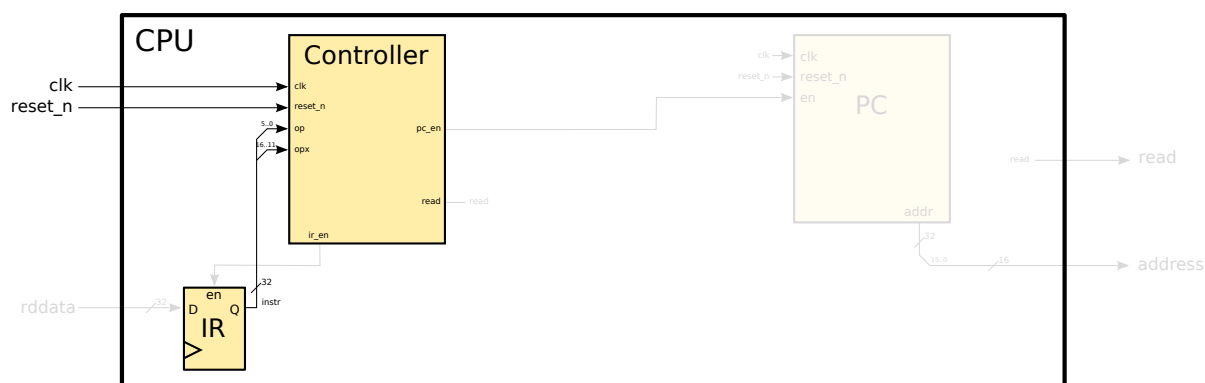 CPU
Controller
clk
reset_n
clk
reset_n
op
opx
5..0
16..11
pc_en
read
read
ir_en
clk
reset_n
clk
reset_n
en
PC
addr
32
15..0
16
read
read
address
rddata
32
en
D
Q
IR
32
instr